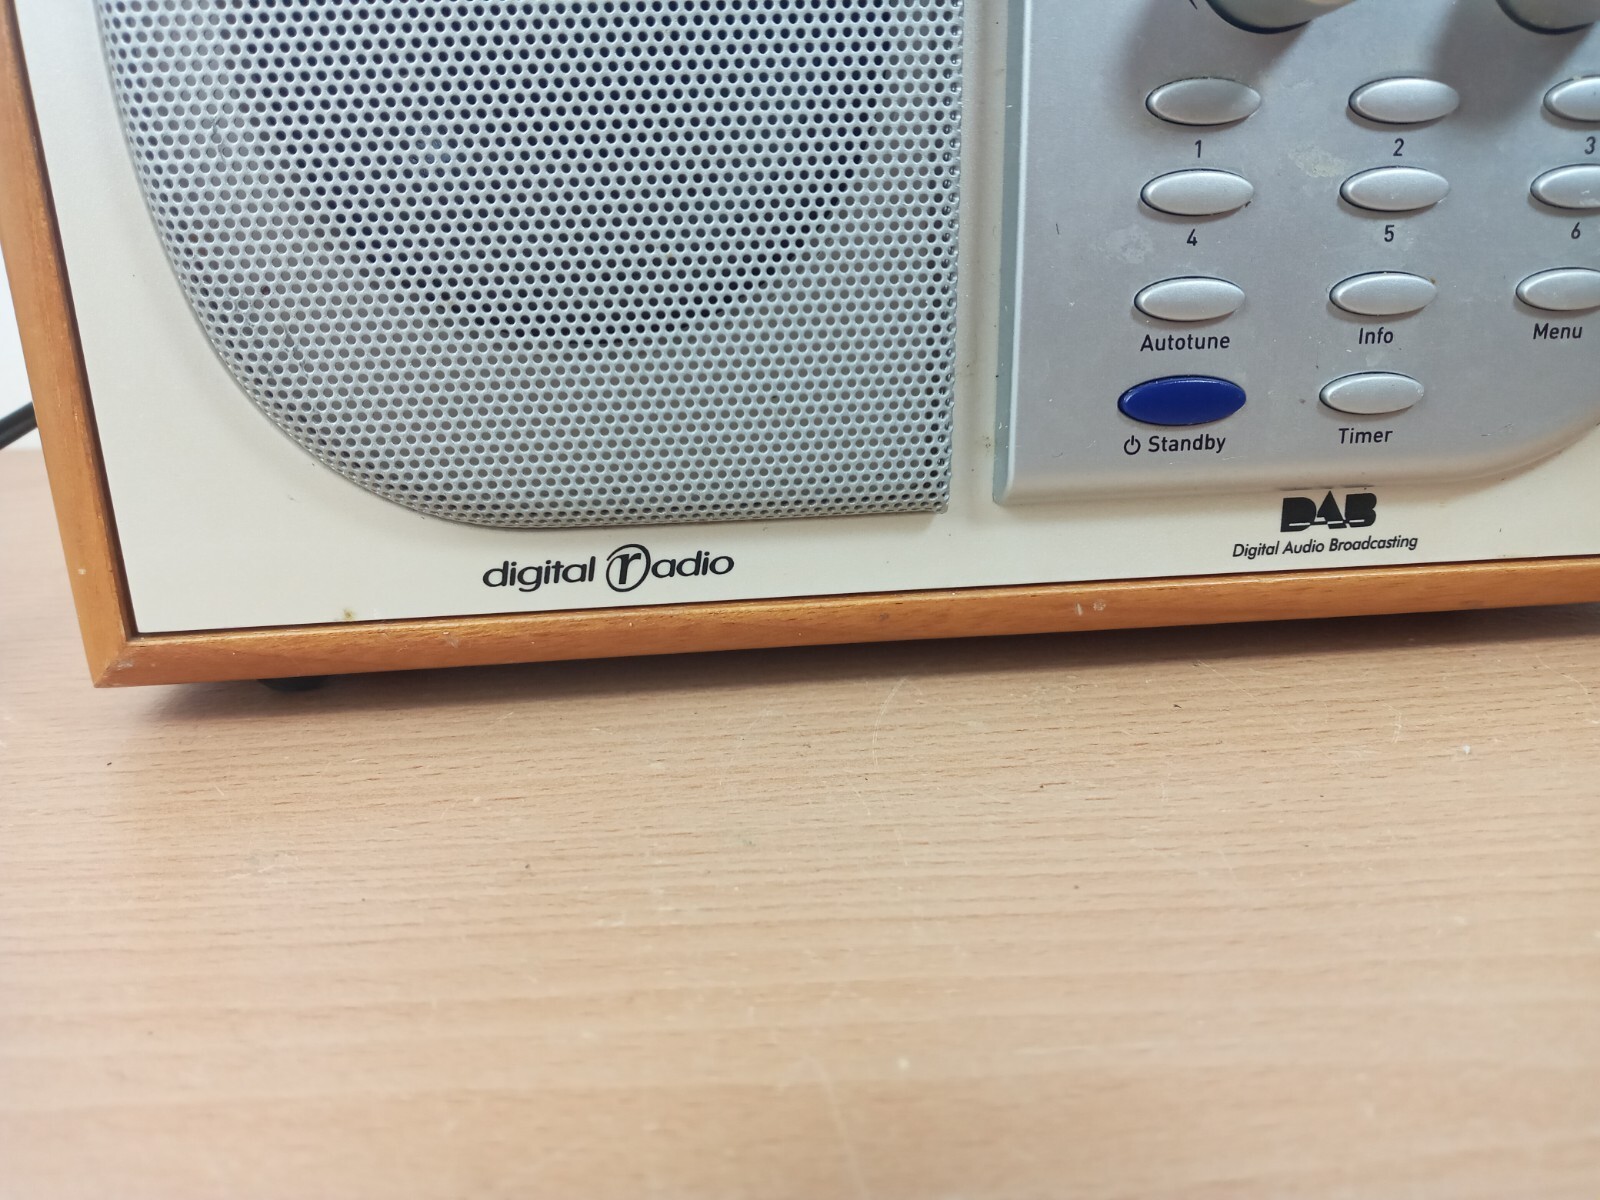 1 2 3
4 5 6
Autotune Info Menu
Standby Timer
digital radio
DAB
Digital Audio Broadcasting